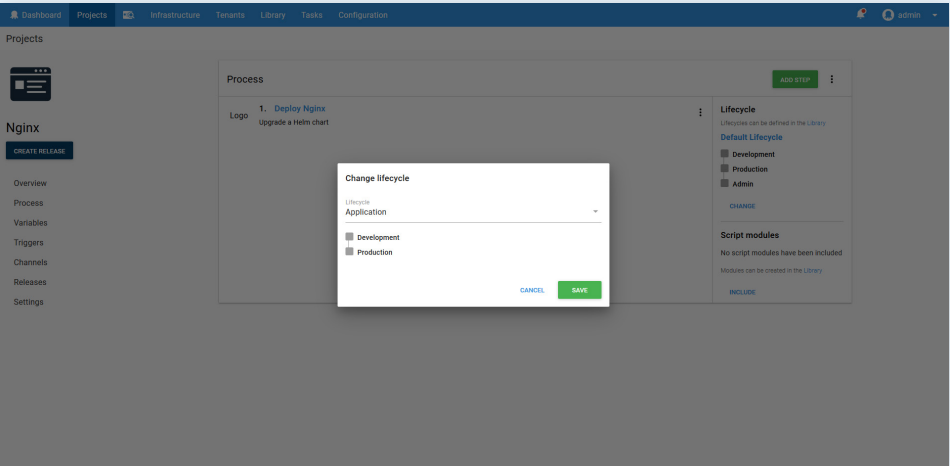 Dashboard Projects Infrastructure Tenants Library Tasks Configuration admin
Projects
Nginx
CREATE RELEASE
Overview
Process
Variables
Triggers
Channels
Releases
Settings
Process
ADD STEP
Logo
1. Deploy Nginx
Upgrade a Helm chart
Lifecycle
Lifecycles can be defined in the Library
Default Lifecycle
Development
Production
Admin
CHANGE
Script modules
No script modules have been included
Modules can be created in the Library
INCLUDE
Change lifecycle
Lifecycle
Application
Development
Production
CANCEL SAVE